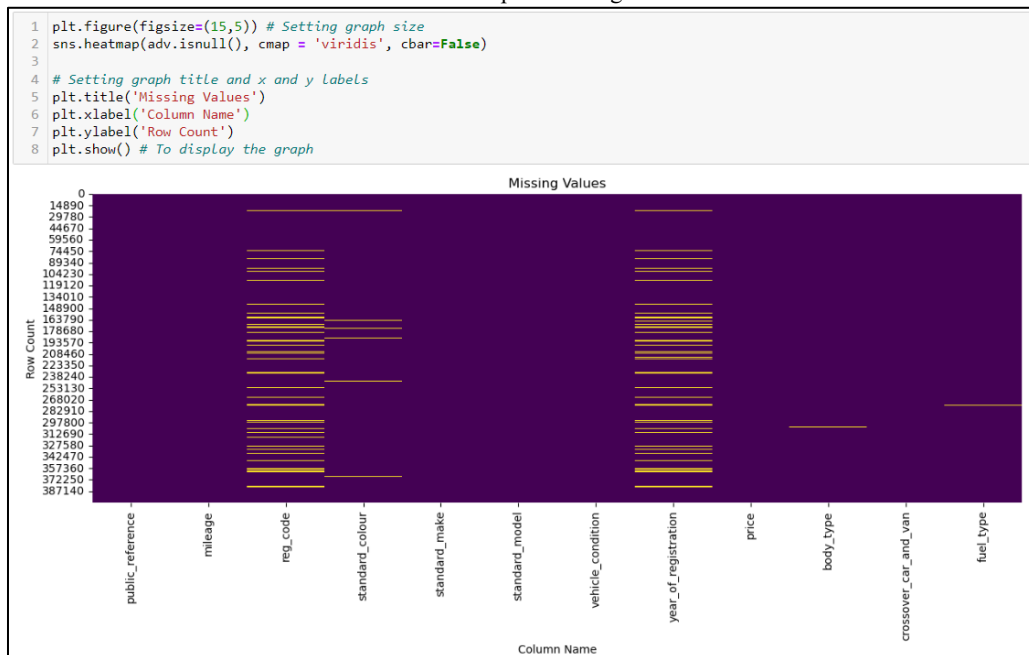 1 plt.figure(figsize=(15,5)) # Setting graph size
2 sns.heatmap(adv.isnull(), cmap = 'viridis', cbar=False)
3
4 # Setting graph title and x and y labels
5 plt.title('Missing Values')
6 plt.xlabel('Column Name')
7 plt.ylabel('Row Count')
8 plt.show() # To display the graph
Missing Values
0
14890
29780
44670
59560
74450
89340
104230
119120
134010
148900
163790
178680
193570
208460
223350
238240
253130
268020
282910
297800
312690
327580
342470
357360
372250
387140
Row Count
public_reference
mileage
reg_code
standard_colour
standard_make
standard_model
vehicle_condition
year_of_registration
price
body_type
crossover_car_and_van
fuel_type
Column Name